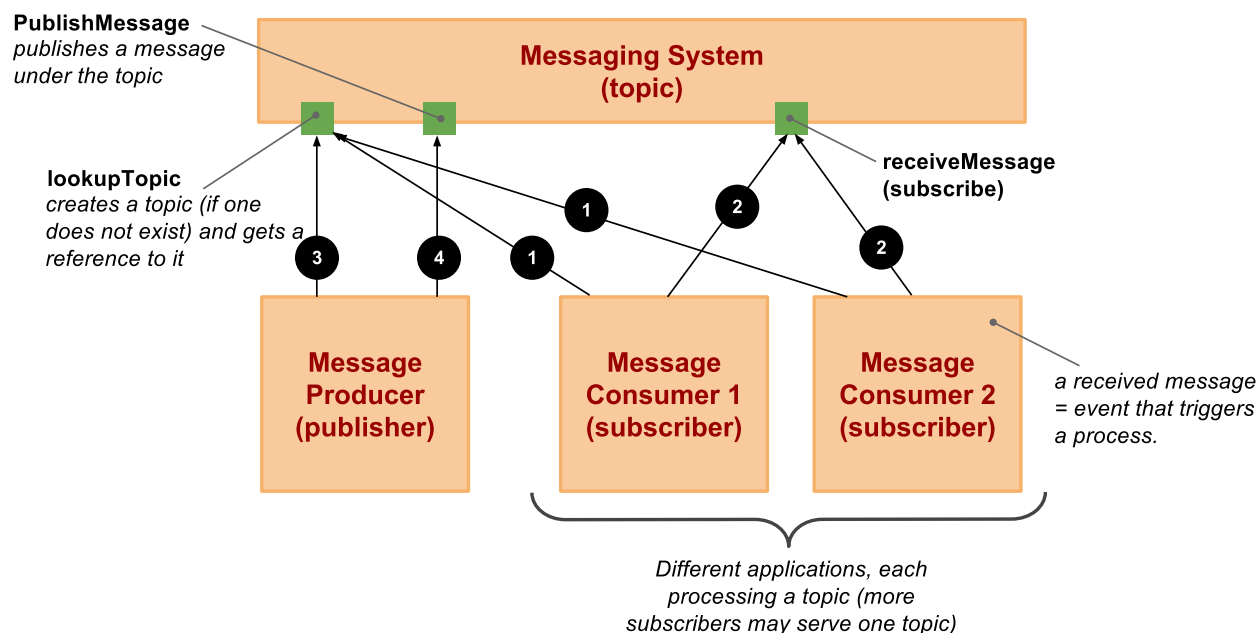 PublishMessage
publishes a message
under the topic
Messaging System
(topic)
lookupTopic
creates a topic (if one
does not exist) and gets a
reference to it
receiveMessage
(subscribe)
1
2
3
4
1
2
Message
Producer
(publisher)
Message
Consumer 1
(subscriber)
Message
Consumer 2
(subscriber)
a received message
= event that triggers
a process.
Different applications, each
processing a topic (more
subscribers may serve one topic)